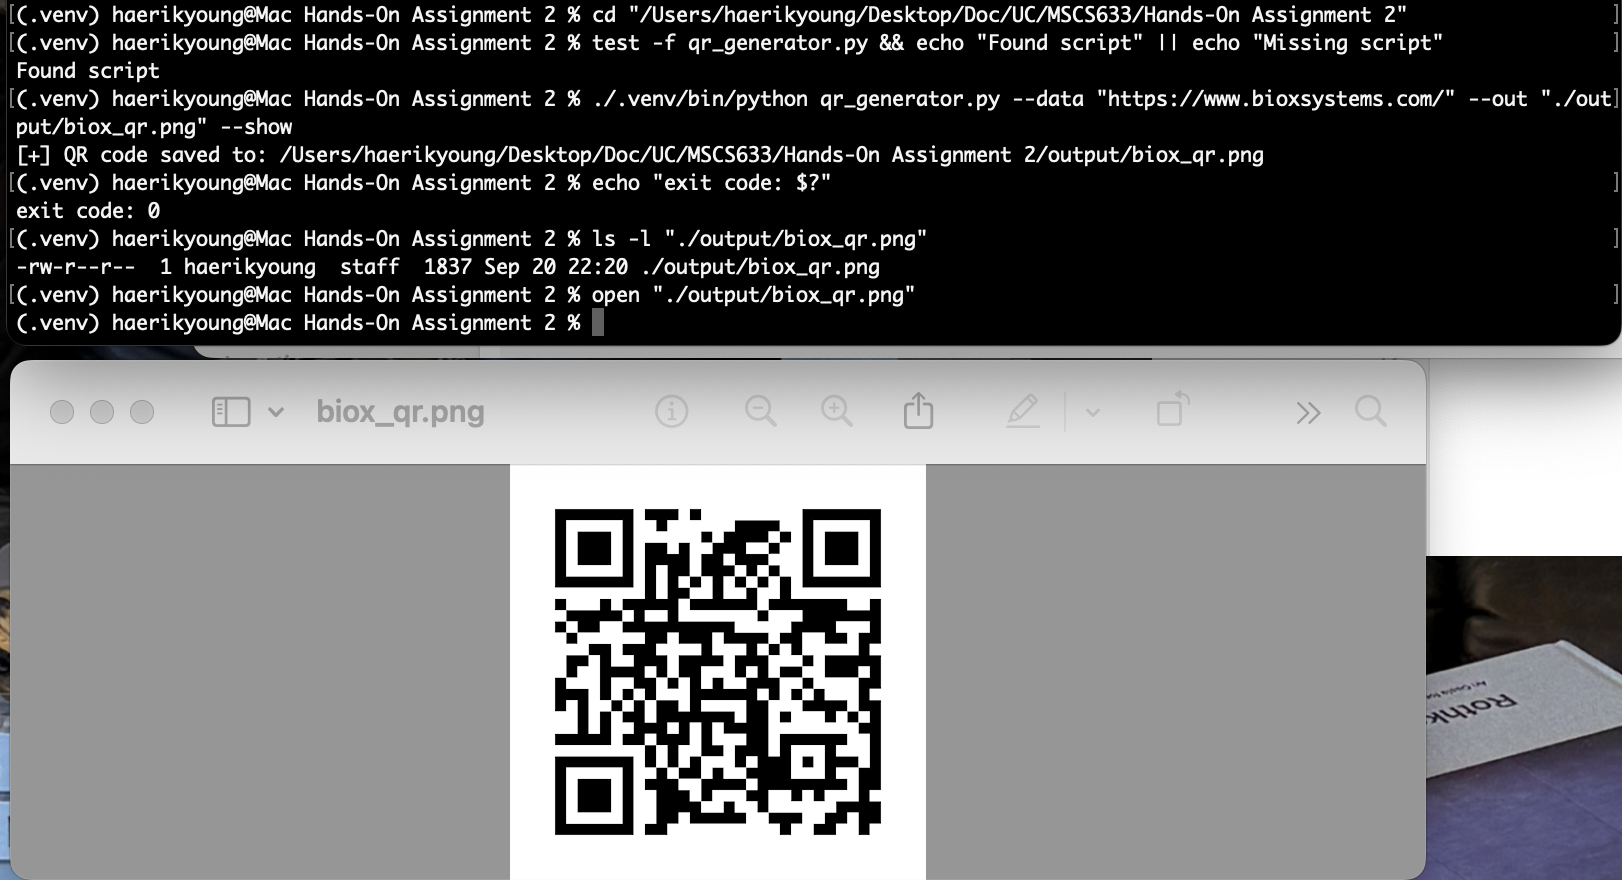 (.venv) haerikyoung@Mac Hands-On Assignment 2 % cd "/Users/haerikyoung/Desktop/Doc/UC/MSCS633/Hands-On Assignment 2"
(.venv) haerikyoung@Mac Hands-On Assignment 2 % test -f qr_generator.py && echo "Found script" || echo "Missing script"
Found script
(.venv) haerikyoung@Mac Hands-On Assignment 2 % ./.venv/bin/python qr_generator.py --data "https://www.bioxsystems.com/" --out "./out
put/biox_qr.png" --show
[+] QR code saved to: /Users/haerikyoung/Desktop/Doc/UC/MSCS633/Hands-On Assignment 2/output/biox_qr.png
(.venv) haerikyoung@Mac Hands-On Assignment 2 % echo "exit code: $?"
exit code: 0
(.venv) haerikyoung@Mac Hands-On Assignment 2 % ls -l "./output/biox_qr.png"
-rw-r--r--  1 haerikyoung  staff  1837 Sep 20 22:20 ./output/biox_qr.png
(.venv) haerikyoung@Mac Hands-On Assignment 2 % open "./output/biox_qr.png"
(.venv) haerikyoung@Mac Hands-On Assignment 2 %
biox_qr.png